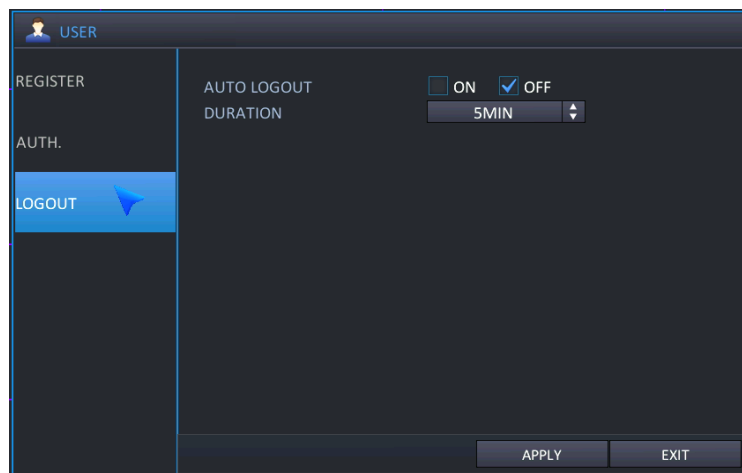 USER
REGISTER
AUTH.
LOGOUT
AUTO LOGOUT ON OFF
DURATION 5MIN
APPLY EXIT